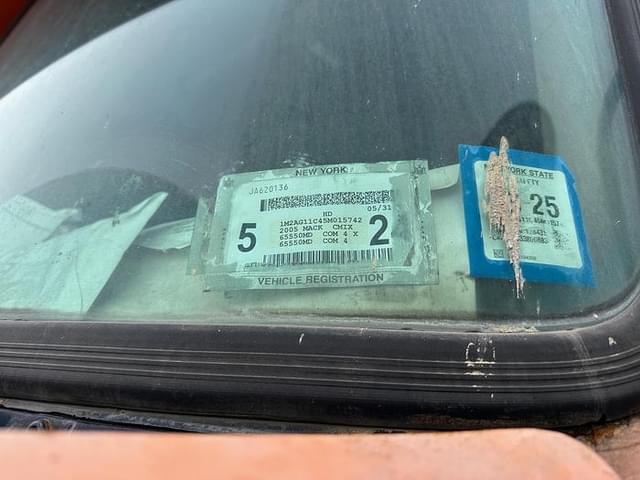 NEW YORK
JA620136
05/31
HD
1M2AG11C45M015742
2005 MACK CMIX
65550MD COM 4 X
65550MD COM 4
5
2
VEHICLE REGISTRATION
YORK STATE
25